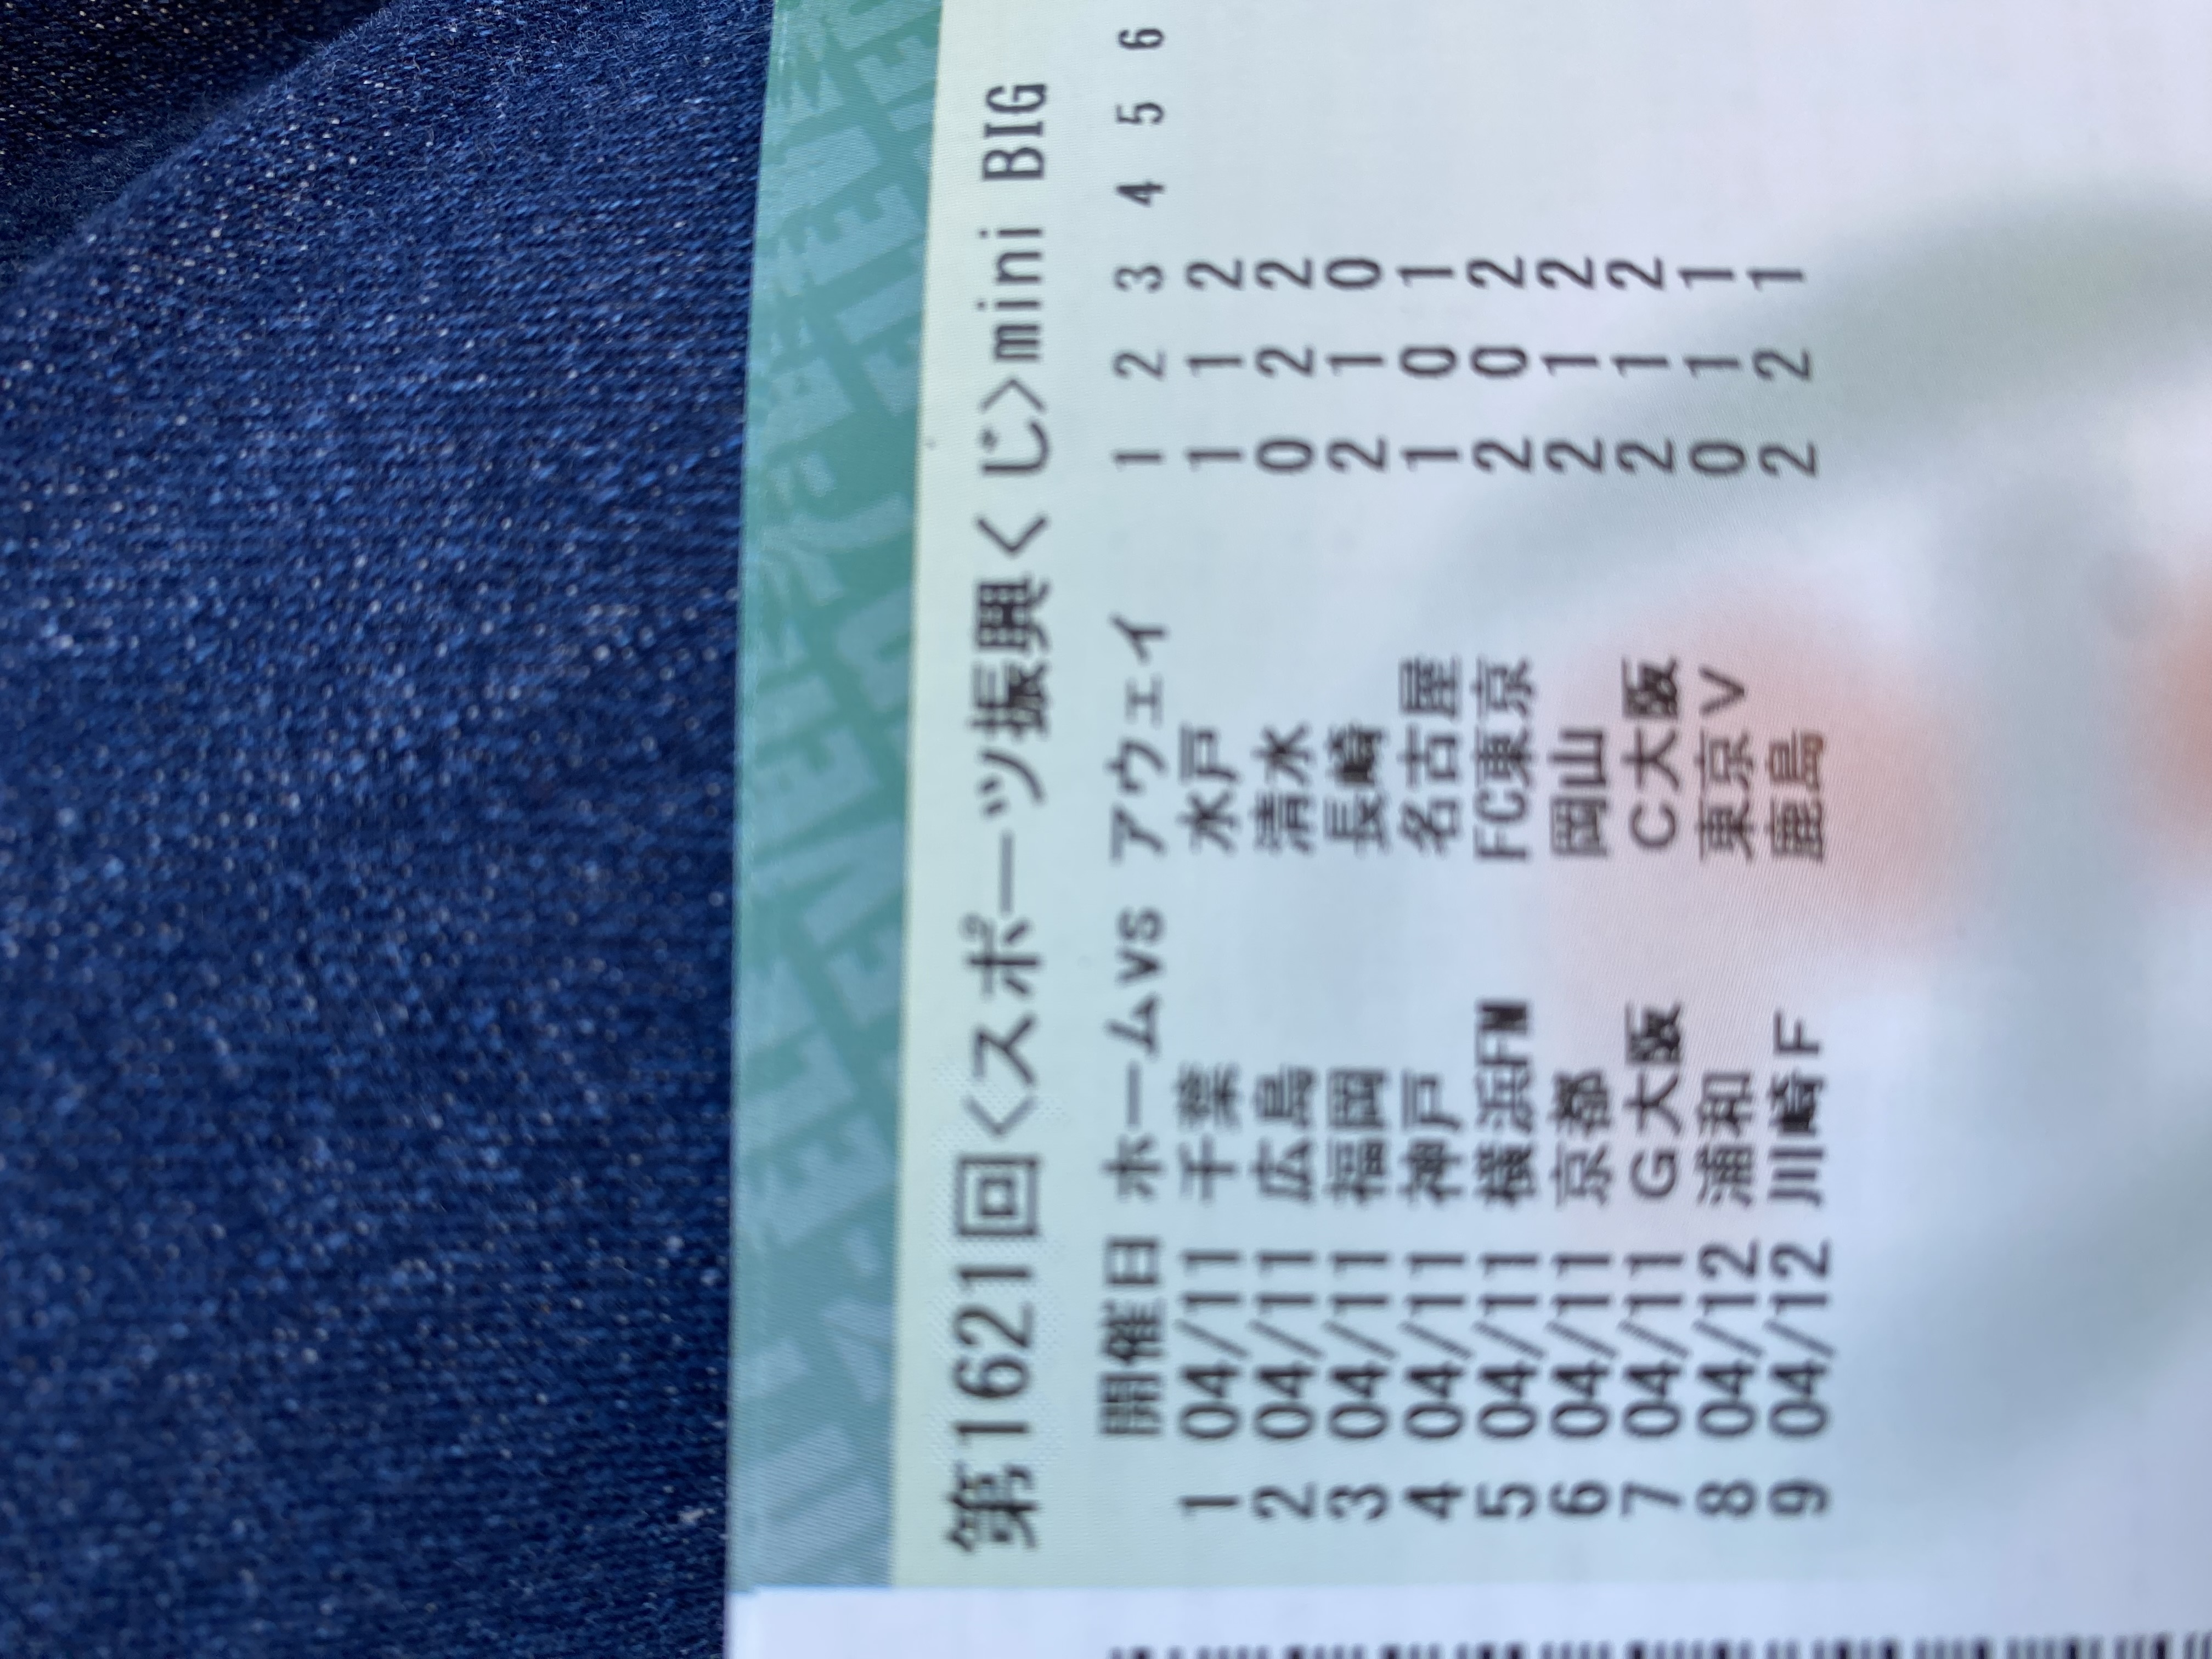 第1621回<スポーツ振興くじ>mini BIG
開催日 ホームvs アウェイ 1 2 3 4 5 6
1 04/11 千葉 水戸 1 1 2
2 04/11 広島 清水 0 2 2
3 04/11 福岡 長崎 2 1 0
4 04/11 神戸 名古屋 1 0 1
5 04/11 横浜FM FC東京 2 0 2
6 04/11 京都 岡山 2 1 2
7 04/11 G大阪 C大阪 2 1 2
8 04/12 浦和 東京V 0 1 1
9 04/12 川崎F 鹿島 2 2 1